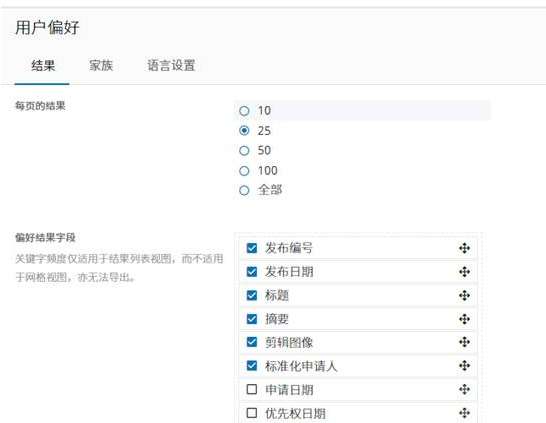 用户偏好
结果 家族 语言设置
每页的结果
10
25
50
100
全部
偏好结果字段
关键字频度仅适用于结果列表视图，而不适用
于网格视图，亦无法导出。
发布编号
发布日期
标题
摘要
剪辑图像
标准化申请人
申请日期
优先权日期